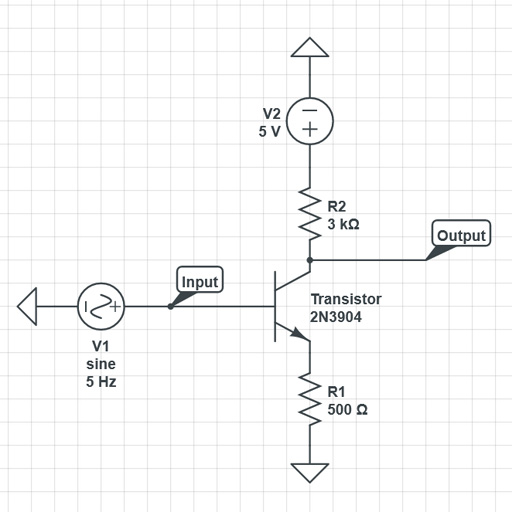 V2
5 V
R2
3 kΩ
Output
Input
Transistor
2N3904
V1
sine
5 Hz
R1
500 Ω